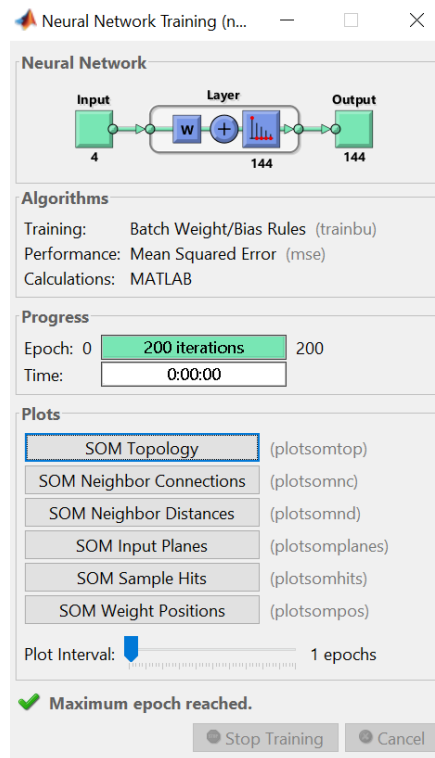 Neural Network Training (n...
Neural Network
Input
Layer
Output
W
+
4
144
144
Algorithms
Training: Batch Weight/Bias Rules (trainbu)
Performance: Mean Squared Error (mse)
Calculations: MATLAB
Progress
Epoch: 0 200 iterations 200
Time: 0:00:00
Plots
SOM Topology (plotsomtop)
SOM Neighbor Connections (plotsomnc)
SOM Neighbor Distances (plotsomnd)
SOM Input Planes (plotsomplanes)
SOM Sample Hits (plotsomhits)
SOM Weight Positions (plotsompos)
Plot Interval: 1 epochs
Maximum epoch reached.
Stop Training Cancel